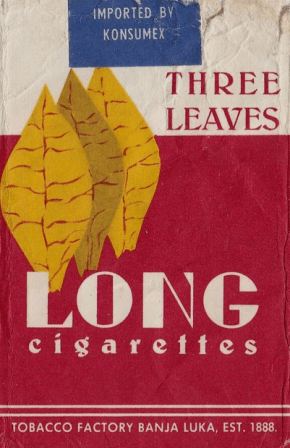 IMPORTED BY
KONSUMEX
THREE
LEAVES
LONG
cigarettes
TOBACCO FACTORY BANJA LUKA, EST. 1888.